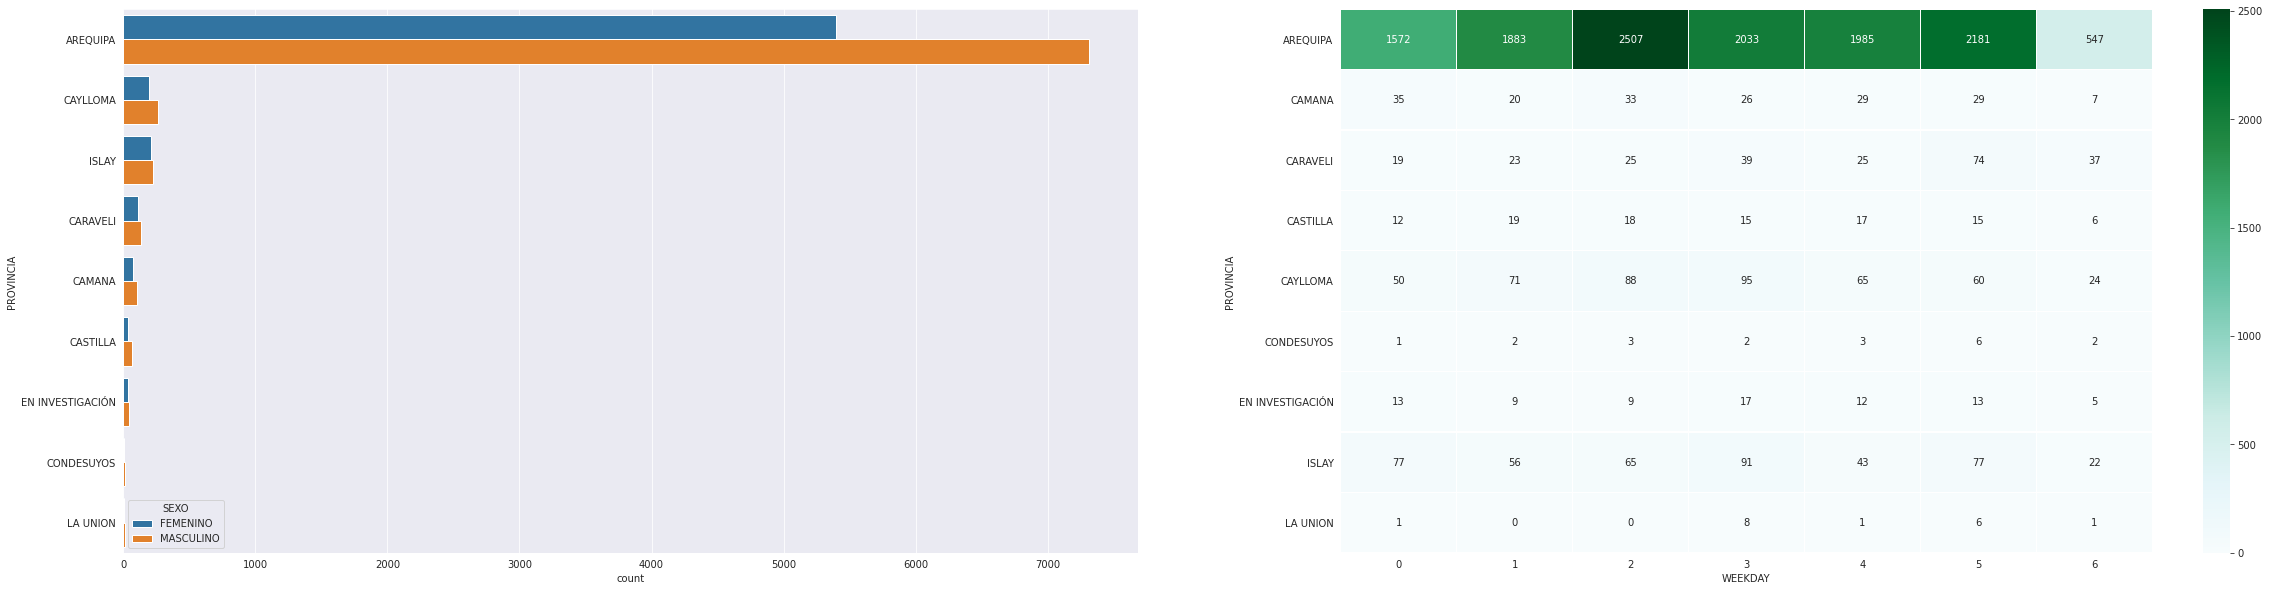 PROVINCIA
AREQUIPA
CAYLLOMA
ISLAY
CARAVELI
CAMANA
CASTILLA
EN INVESTIGACIÓN
CONDESUYOS
LA UNION
SEXO
FEMENINO
MASCULINO
0 1000 2000 3000 4000 5000 6000 7000
count
PROVINCIA
AREQUIPA 1572 1883 2507 2033 1985 2181 547
CAMANA 35 20 33 26 29 29 7
CARAVELI 19 23 25 39 25 74 37
CASTILLA 12 19 18 15 17 15 6
CAYLLOMA 50 71 88 95 65 60 24
CONDESUYOS 1 2 3 2 3 6 2
EN INVESTIGACIÓN 13 9 9 17 12 13 5
ISLAY 77 56 65 91 43 77 22
LA UNION 1 0 0 8 1 6 1
0 1 2 3 4 5 6
WEEKDAY
2500
2000
1500
1000
500
0